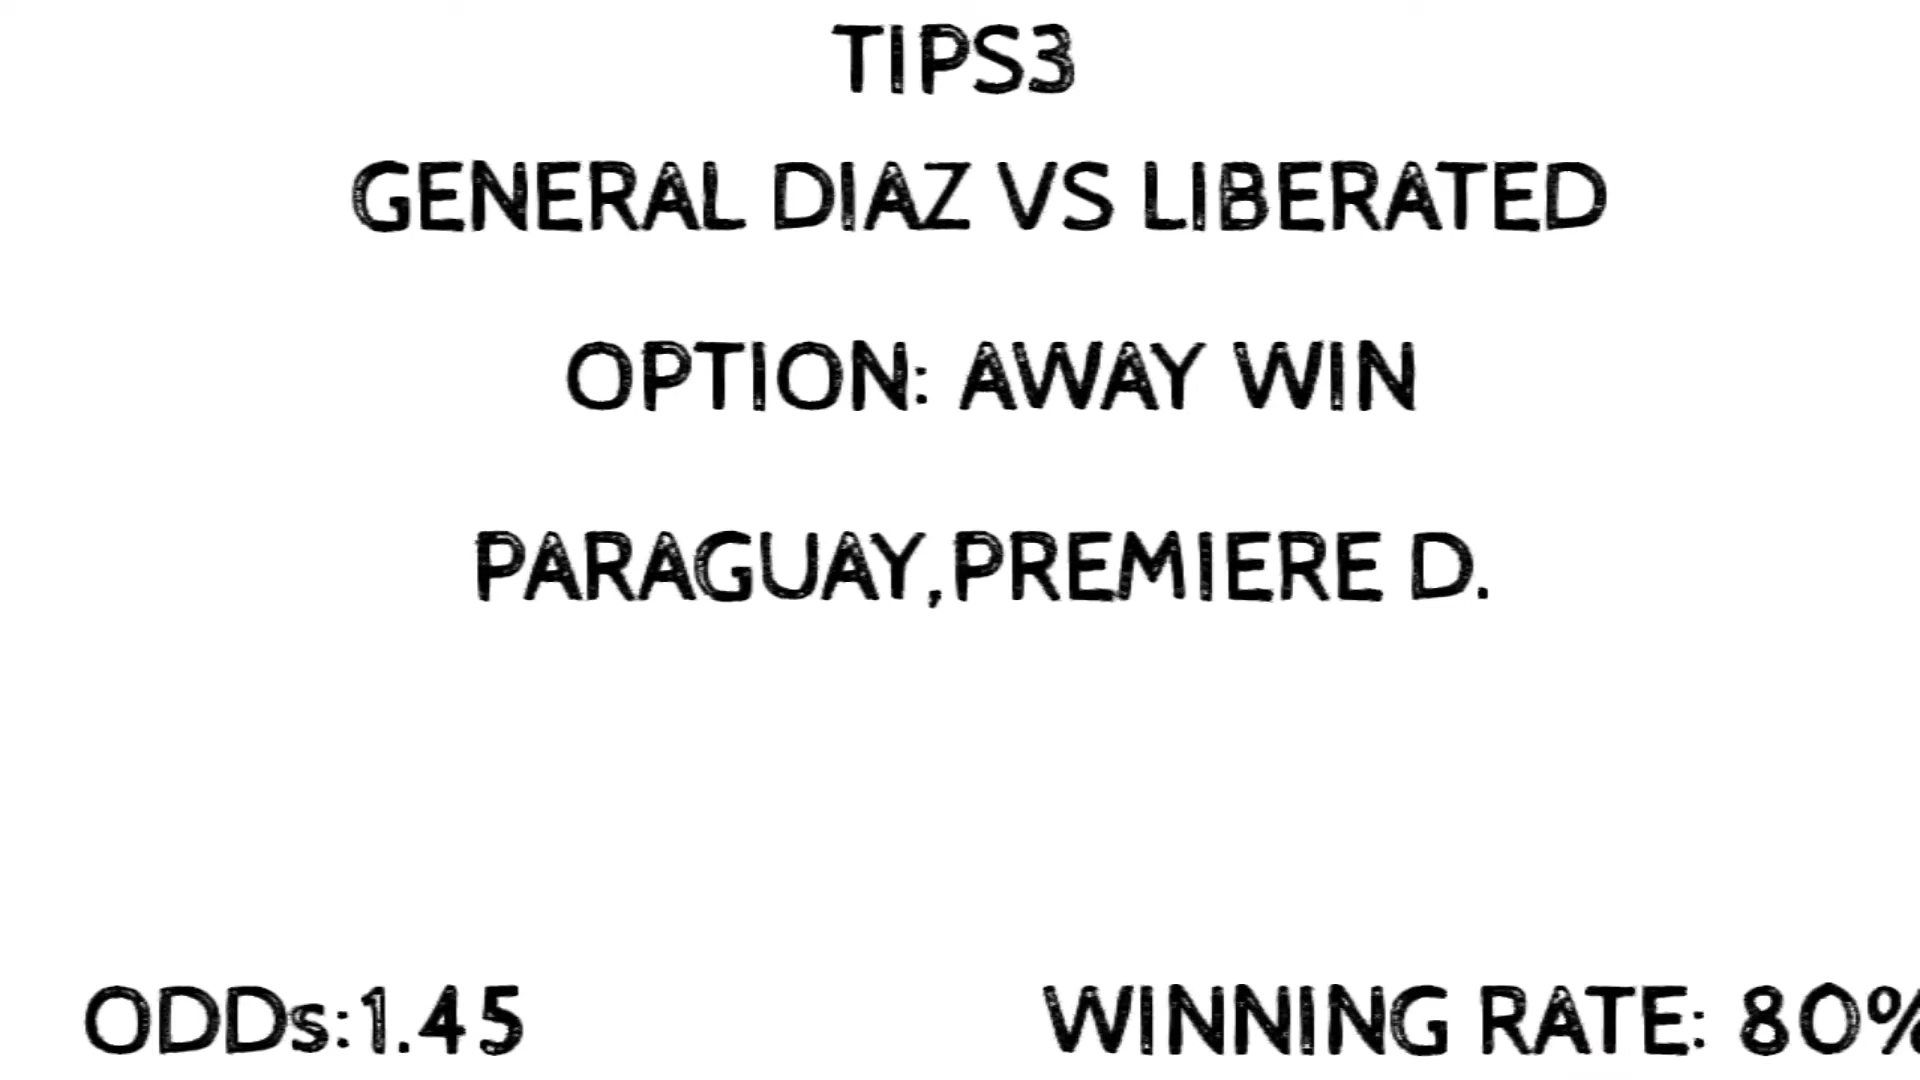 TIPS3
GENERAL DIAZ VS LIBERATED
OPTION: AWAY WIN
PARAGUAY,PREMIERE D.
ODDs:1.45
WINNING RATE: 80%